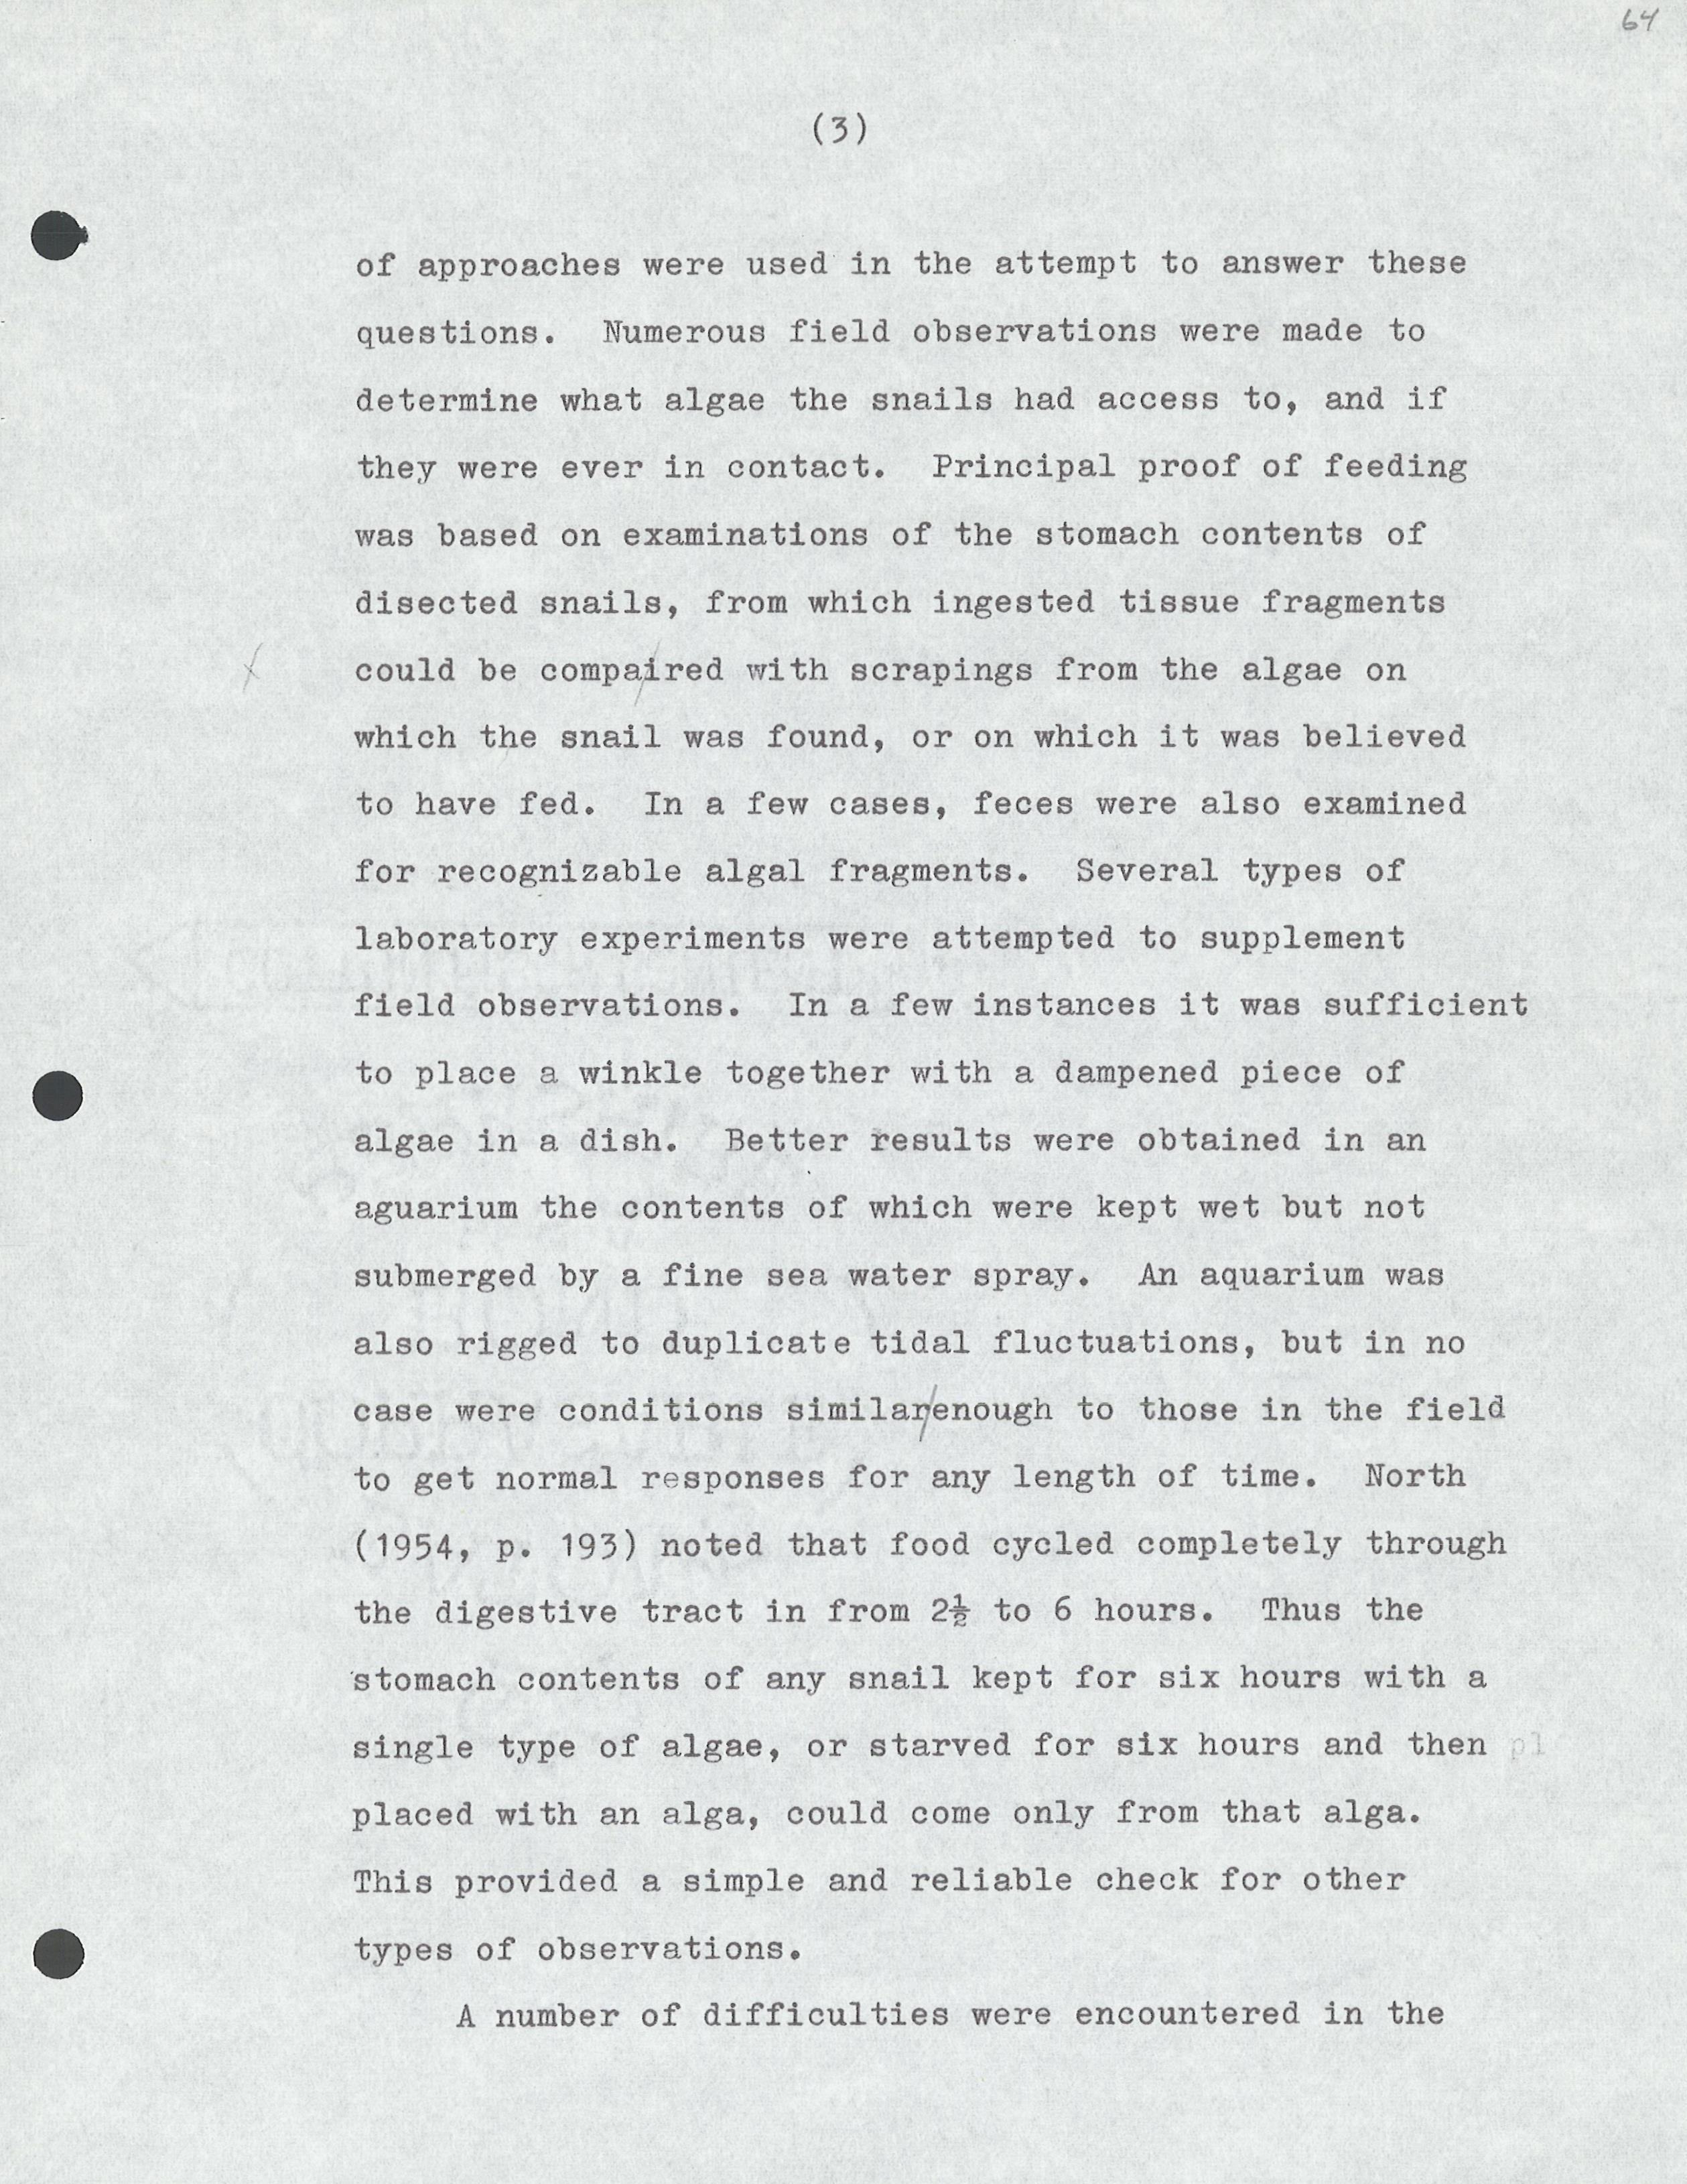 64
(3)
of approaches were used in the attempt to answer these
questions.  Numerous field observations were made to
determine what algae the snails had access to, and if
they were ever in contact.  Principal proof of feeding
was based on examinations of the stomach contents of
disected snails, from which ingested tissue fragments
could be compaired with scrapings from the algae on
which the snail was found, or on which it was believed
to have fed.  In a few cases, feces were also examined
for recognizable algal fragments.  Several types of
laboratory experiments were attempted to supplement
field observations.  In a few instances it was sufficient
to place a winkle together with a dampened piece of
algae in a dish.  Better results were obtained in an
aguarium the contents of which were kept wet but not
submerged by a fine sea water spray.  An aquarium was
also rigged to duplicate tidal fluctuations, but in no
case were conditions similar/enough to those in the field
to get normal responses for any length of time.  North
(1954, p. 193) noted that food cycled completely through
the digestive tract in from 2½ to 6 hours.  Thus the
stomach contents of any snail kept for six hours with a
single type of algae, or starved for six hours and then pl
placed with an alga, could come only from that alga.
This provided a simple and reliable check for other
types of observations.
A number of difficulties were encountered in the